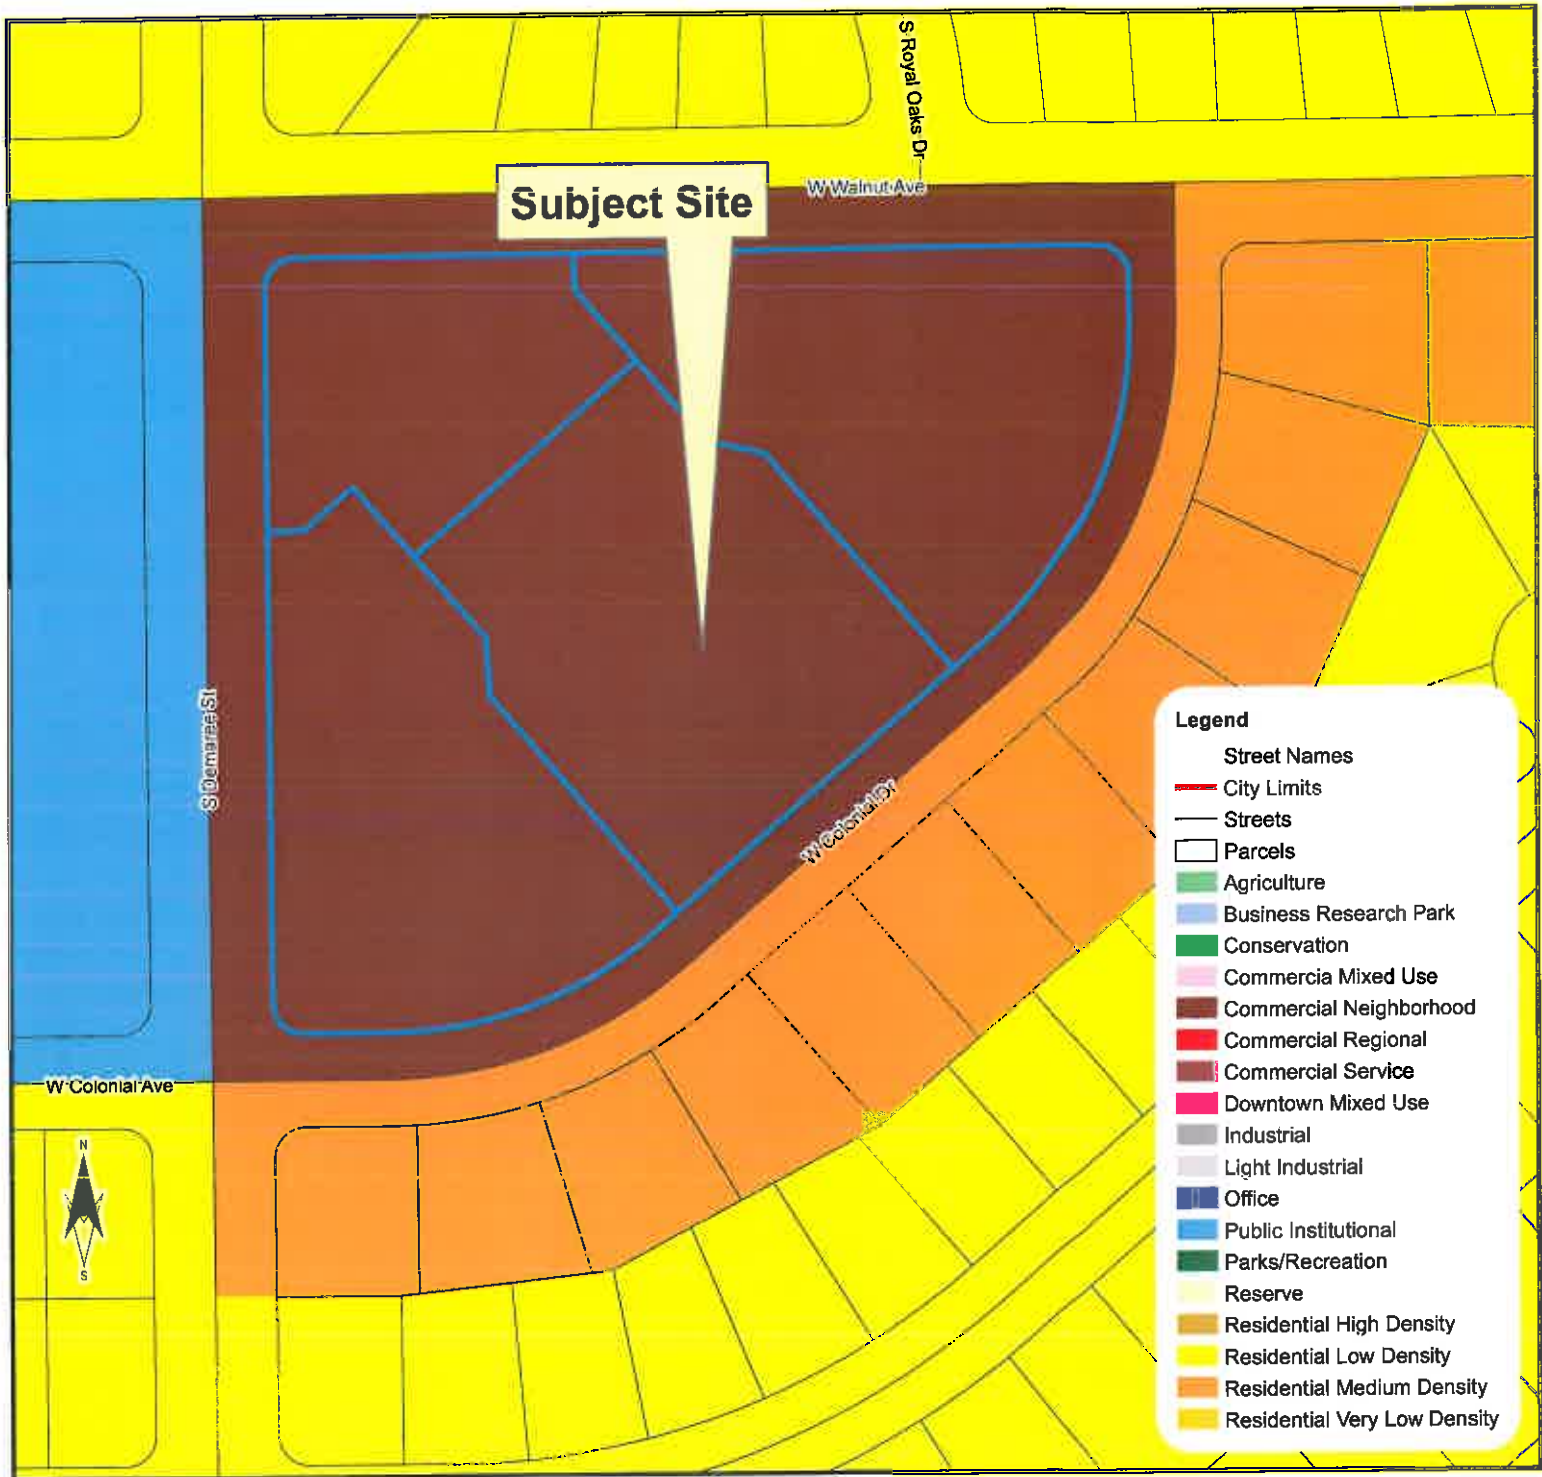 S Royal Oaks Dr
W Walnut Ave
Subject Site
S Demaree St
W Colonial Dr
W Colonial Ave
N
S
Legend
Street Names
City Limits
Streets
Parcels
Agriculture
Business Research Park
Conservation
Commercia Mixed Use
Commercial Neighborhood
Commercial Regional
Commercial Service
Downtown Mixed Use
Industrial
Light Industrial
Office
Public Institutional
Parks/Recreation
Reserve
Residential High Density
Residential Low Density
Residential Medium Density
Residential Very Low Density